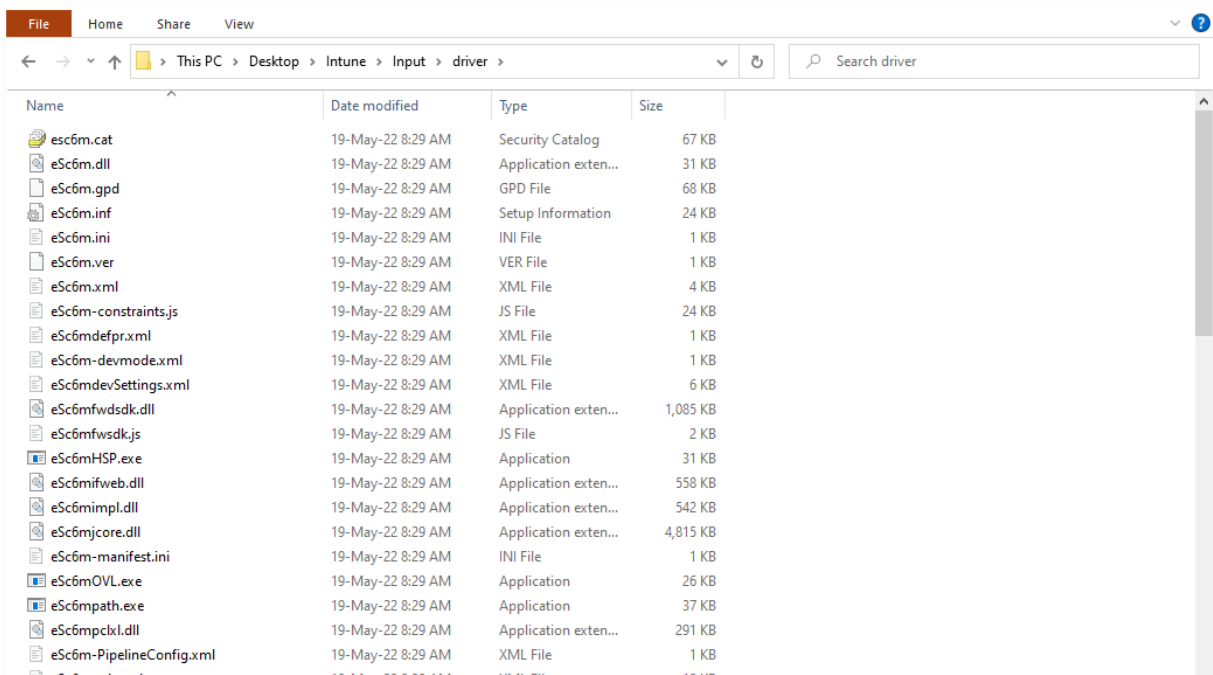 File Home Share View
This PC > Desktop > Intune > Input > driver > Search driver
Name Date modified Type Size
esc6m.cat 19-May-22 8:29 AM Security Catalog 67 KB
eSc6m.dll 19-May-22 8:29 AM Application exten... 31 KB
eSc6m.gpd 19-May-22 8:29 AM GPD File 68 KB
eSc6m.inf 19-May-22 8:29 AM Setup Information 24 KB
eSc6m.ini 19-May-22 8:29 AM INI File 1 KB
eSc6m.ver 19-May-22 8:29 AM VER File 1 KB
eSc6m.xml 19-May-22 8:29 AM XML File 4 KB
eSc6m-constraints.js 19-May-22 8:29 AM JS File 24 KB
eSc6mdefpr.xml 19-May-22 8:29 AM XML File 1 KB
eSc6m-devmode.xml 19-May-22 8:29 AM XML File 1 KB
eSc6mdevSettings.xml 19-May-22 8:29 AM XML File 6 KB
eSc6mfwdsdk.dll 19-May-22 8:29 AM Application exten... 1,085 KB
eSc6mfwsdk.js 19-May-22 8:29 AM JS File 2 KB
eSc6mHSP.exe 19-May-22 8:29 AM Application 31 KB
eSc6mifweb.dll 19-May-22 8:29 AM Application exten... 558 KB
eSc6mimpl.dll 19-May-22 8:29 AM Application exten... 542 KB
eSc6mjcore.dll 19-May-22 8:29 AM Application exten... 4,815 KB
eSc6m-manifest.ini 19-May-22 8:29 AM INI File 1 KB
eSc6mOVL.exe 19-May-22 8:29 AM Application 26 KB
eSc6mpath.exe 19-May-22 8:29 AM Application 37 KB
eSc6mpclxl.dll 19-May-22 8:29 AM Application exten... 291 KB
eSc6m-PipelineConfig.xml 19-May-22 8:29 AM XML File 1 KB